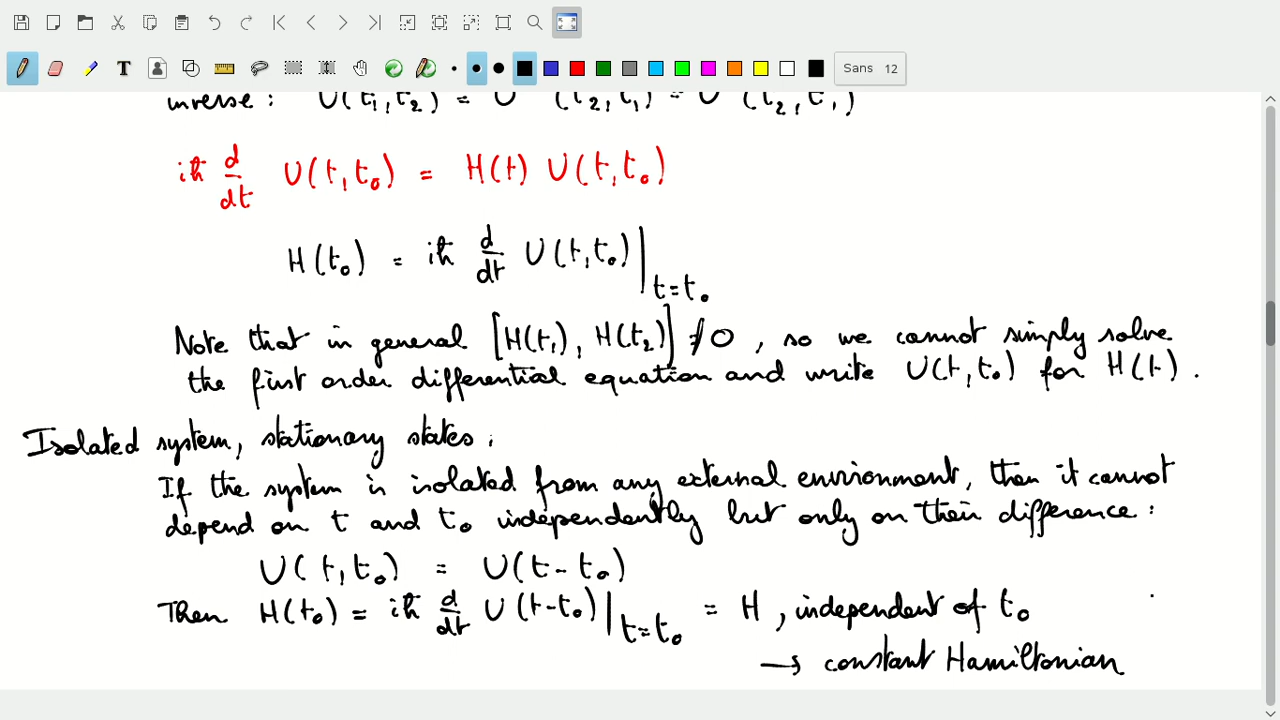 Sans 12
inverse : U(t₁, t₂) = U (t₂, t₁) = U (t₂, t₁)
iħ d/dt U(t, t₀) = H(t) U(t, t₀)
H(t₀) = iħ d/dt U(t, t₀) |t=t₀
Note that in general [H(t₁), H(t₂)] ≠ 0, so we cannot simply solve
the first order differential equation and write U(t, t₀) for H(t).
Isolated system, stationary states :
If the system is isolated from any external environment, then it cannot
depend on t and t₀ independently but only on their difference :
U(t, t₀) = U(t - t₀)
Then H(t₀) = iħ d/dt U(t-t₀) |t=t₀ = H, independent of t₀
→ constant Hamiltonian